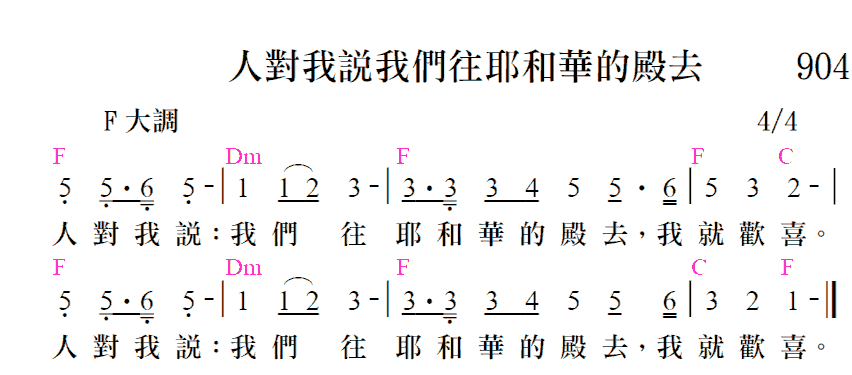 人對我説我們往耶和華的殿去 904
F 大調 4/4
F Dm F F C
5 5·6 5-|1 1 2 3-|3·3 3 4 5 5·6|5 3 2-|
人對我説：我們 往 耶和華的殿去，我就歡喜。
F Dm F C F
5 5·6 5-|1 1 2 3-|3·3 3 4 5 5 6|3 2 1-‖
人對我説：我們 往 耶和華的殿去，我就歡喜。